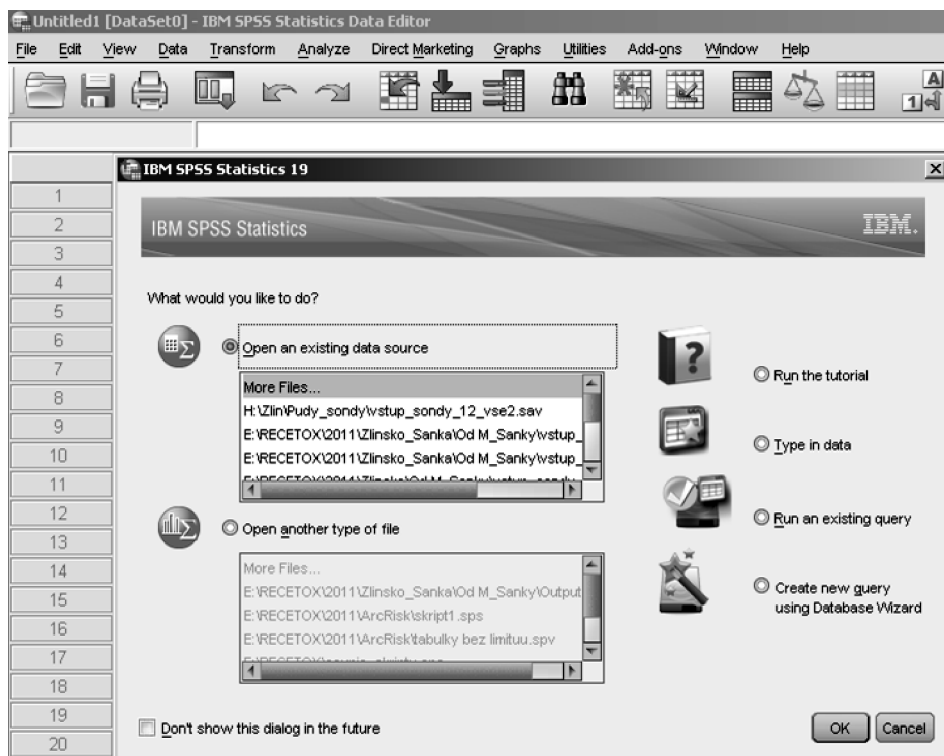 Untitled1 [DataSet0] - IBM SPSS Statistics Data Editor
File Edit View Data Transform Analyze Direct Marketing Graphs Utilities Add-ons Window Help
A
1
IBM SPSS Statistics 19
IBM SPSS Statistics
IBM.
What would you like to do?
Open an existing data source
More Files...
H:\Zlin\Pudy_sondy\vstup_sondy_12_vse2.sav
E:\RECETOX\2011\Zlinsko_Sanka\Od M_Sanky\vstup_
E:\RECETOX\2011\Zlinsko_Sanka\Od M_Sanky\vstup_
Open another type of file
More Files...
E:\RECETOX\2011\Zlinsko_Sanka\Od M_Sanky\Output
E:\RECETOX\2011\ArcRisk\skript1.sps
E:\RECETOX\2011\ArcRisk\tabulky bez limituu.spv
Run the tutorial
Type in data
Run an existing query
Create new query
using Database Wizard
Don't show this dialog in the future
OK
Cancel
1
2
3
4
5
6
7
8
9
10
11
12
13
14
15
16
17
18
19
20